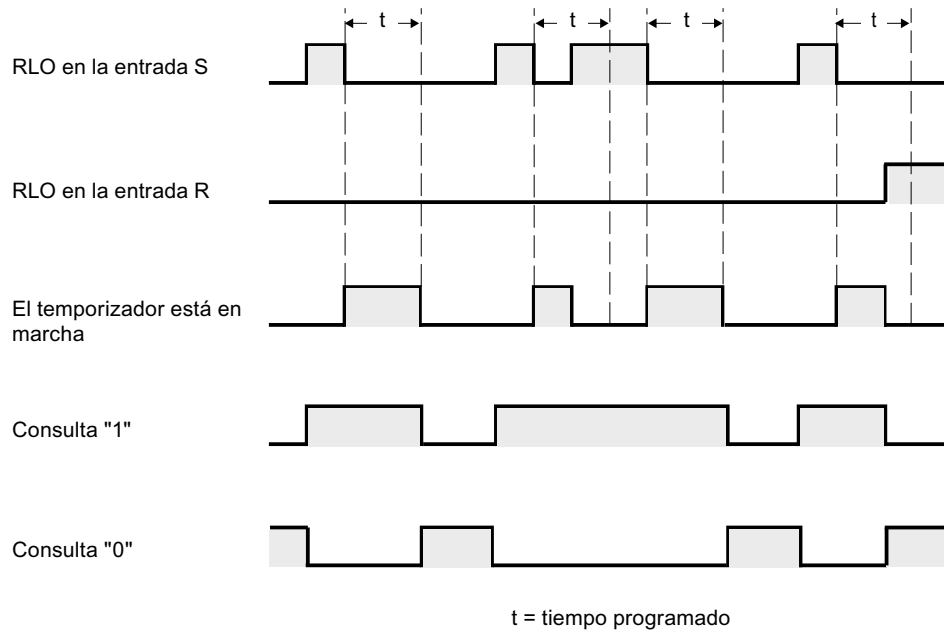 t t t t
RLO en la entrada S
RLO en la entrada R
El temporizador está en
marcha
Consulta "1"
Consulta "0"
t = tiempo programado